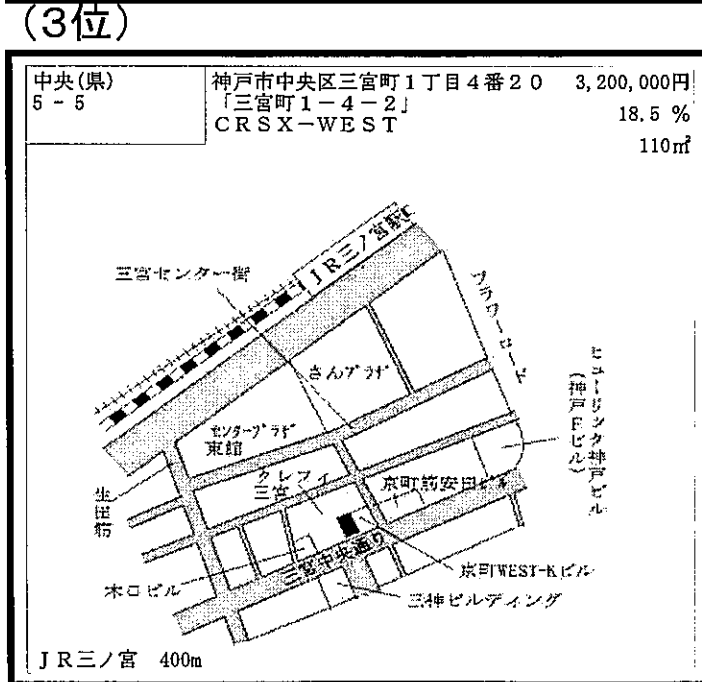 (3位)
中央(県)
5-5
神戸市中央区三宮町1丁目4番20 3,200,000円
「三宮町1-4-2」 18.5 %
CRSX-WEST
110㎡
JR三ノ宮駅
三宮センター街
フラワーロード
さんプラザ
ヒューリック神戸ビル
(神戸Fビル)
センタープラザ
東館
クレフィ
三宮
京町筋安田ビル
生田筋
三宮中央通り
京町WEST-Kビル
木口ビル
三神ビルディング
JR三ノ宮 400m